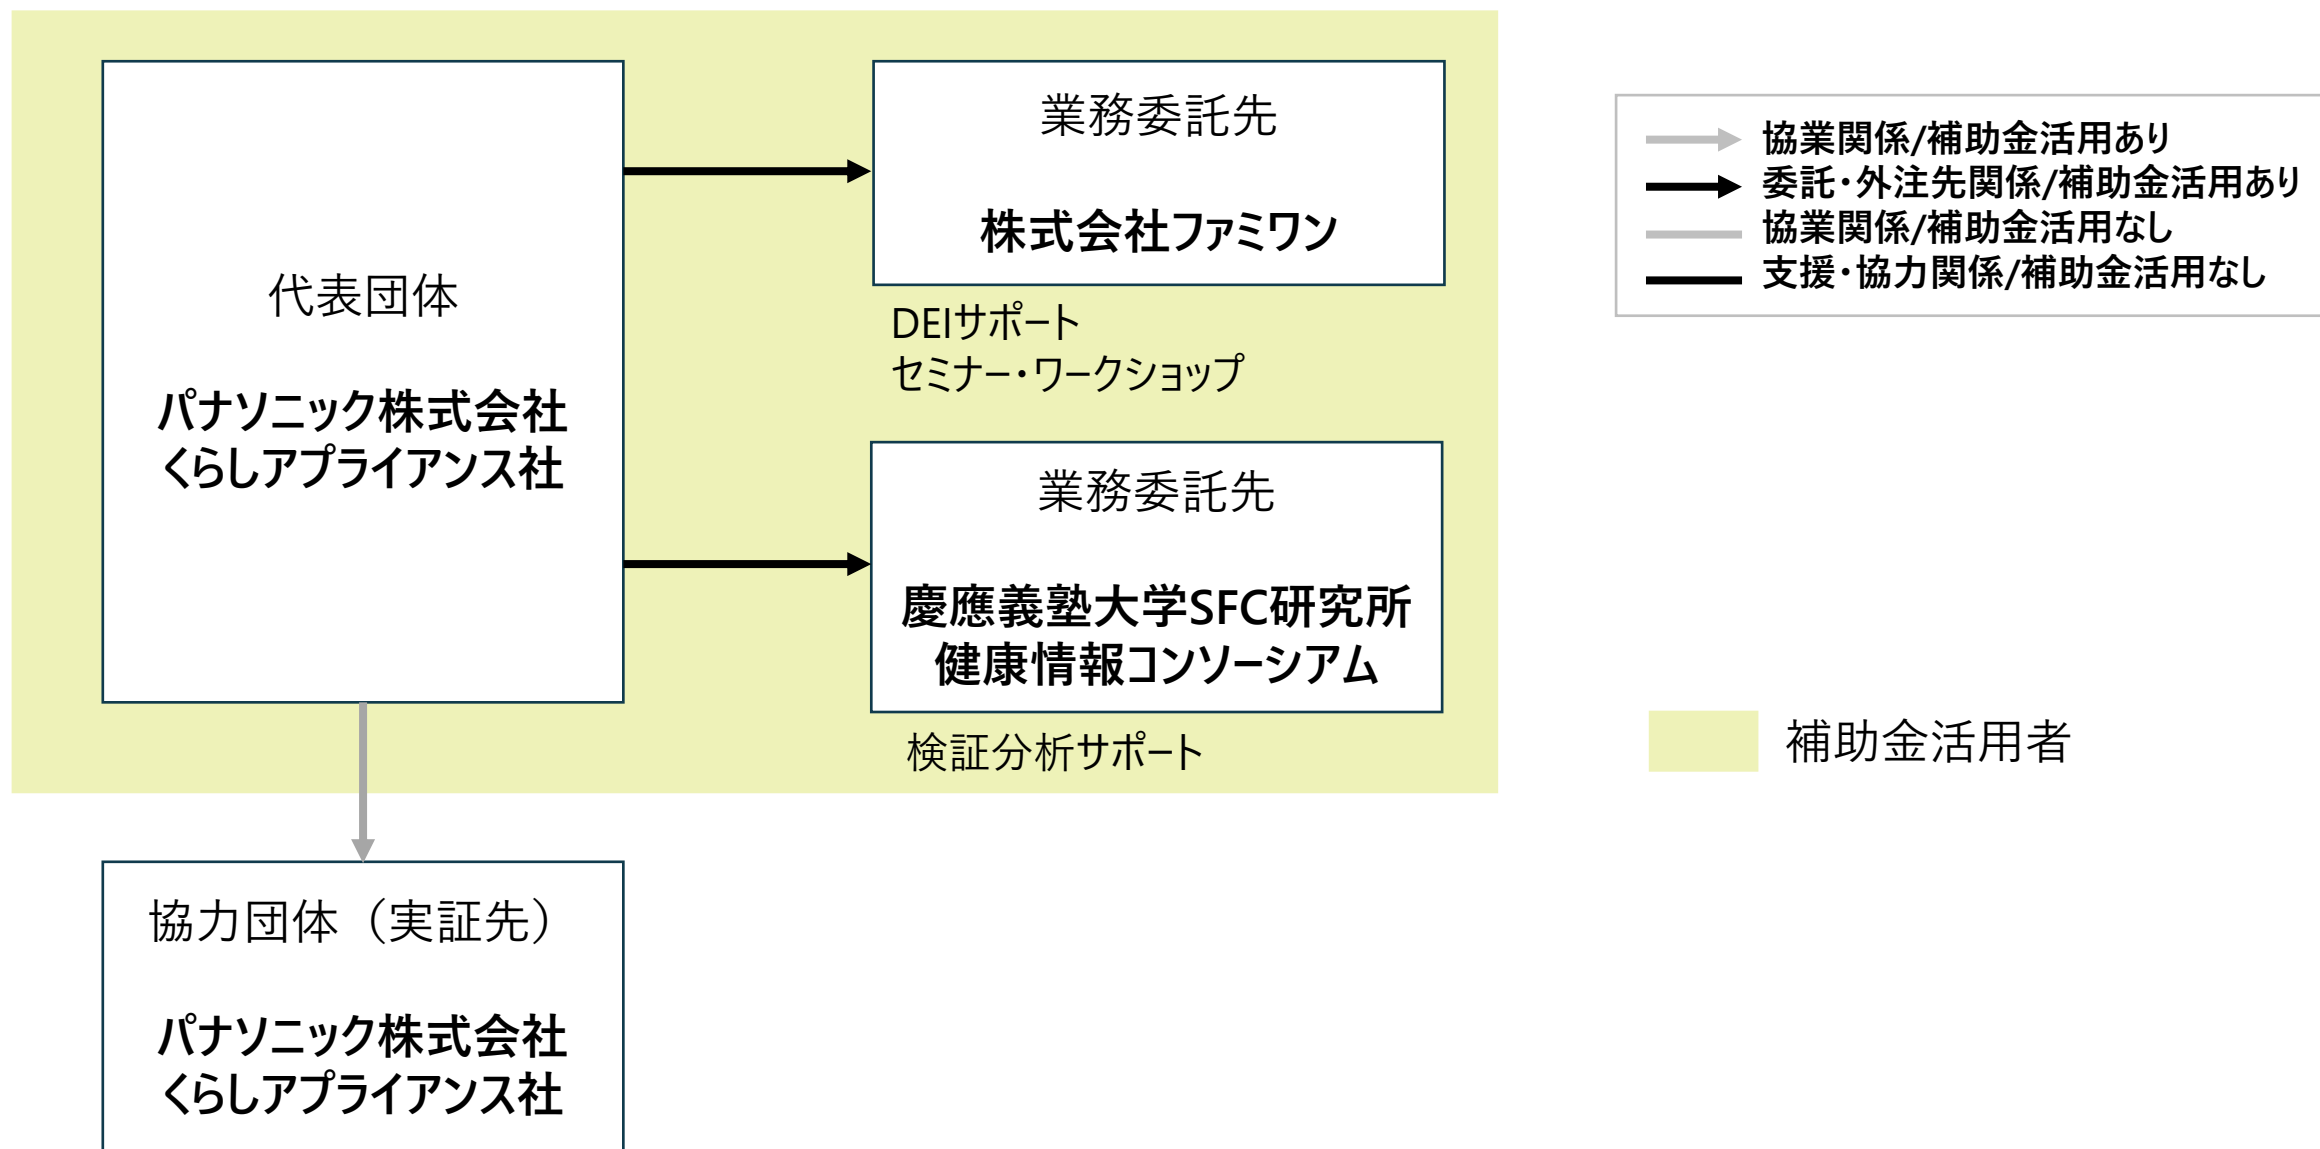 代表団体
パナソニック株式会社
くらしアプライアンス社
業務委託先
株式会社ファミワン
DEIサポート
セミナー・ワークショップ
業務委託先
慶應義塾大学SFC研究所
健康情報コンソーシアム
検証分析サポート
協力団体（実証先）
パナソニック株式会社
くらしアプライアンス社
協業関係/補助金活用あり
委託・外注先関係/補助金活用あり
協業関係/補助金活用なし
支援・協力関係/補助金活用なし
補助金活用者